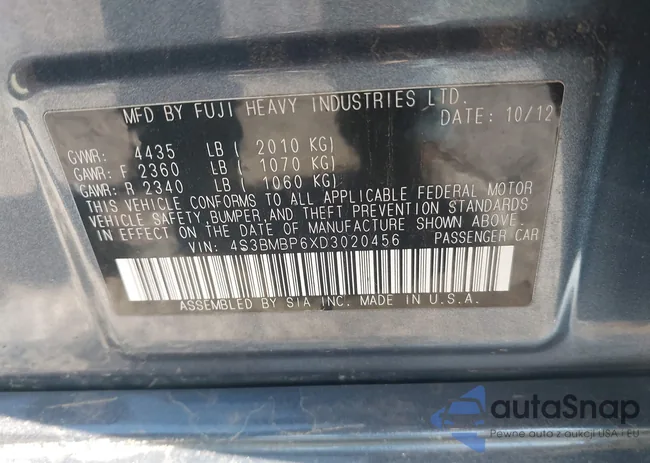 MFD BY FUJI HEAVY INDUSTRIES LTD.
DATE: 10/12
GVWR: 4435 LB ( 2010 KG)
GAWR: F 2360 LB ( 1070 KG)
GAWR: R 2340 LB ( 1060 KG)
THIS VEHICLE CONFORMS TO ALL APPLICABLE FEDERAL MOTOR
VEHICLE SAFETY, BUMPER, AND THEFT PREVENTION STANDARDS
IN EFFECT ON THE DATE OF MANUFACTURE SHOWN ABOVE.
VIN: 4S3BMBP6XD3020456 PASSENGER CAR
ASSEMBLED BY SIA INC. MADE IN U.S.A.
autaSnap
Pewne auta z aukcji USA i EU